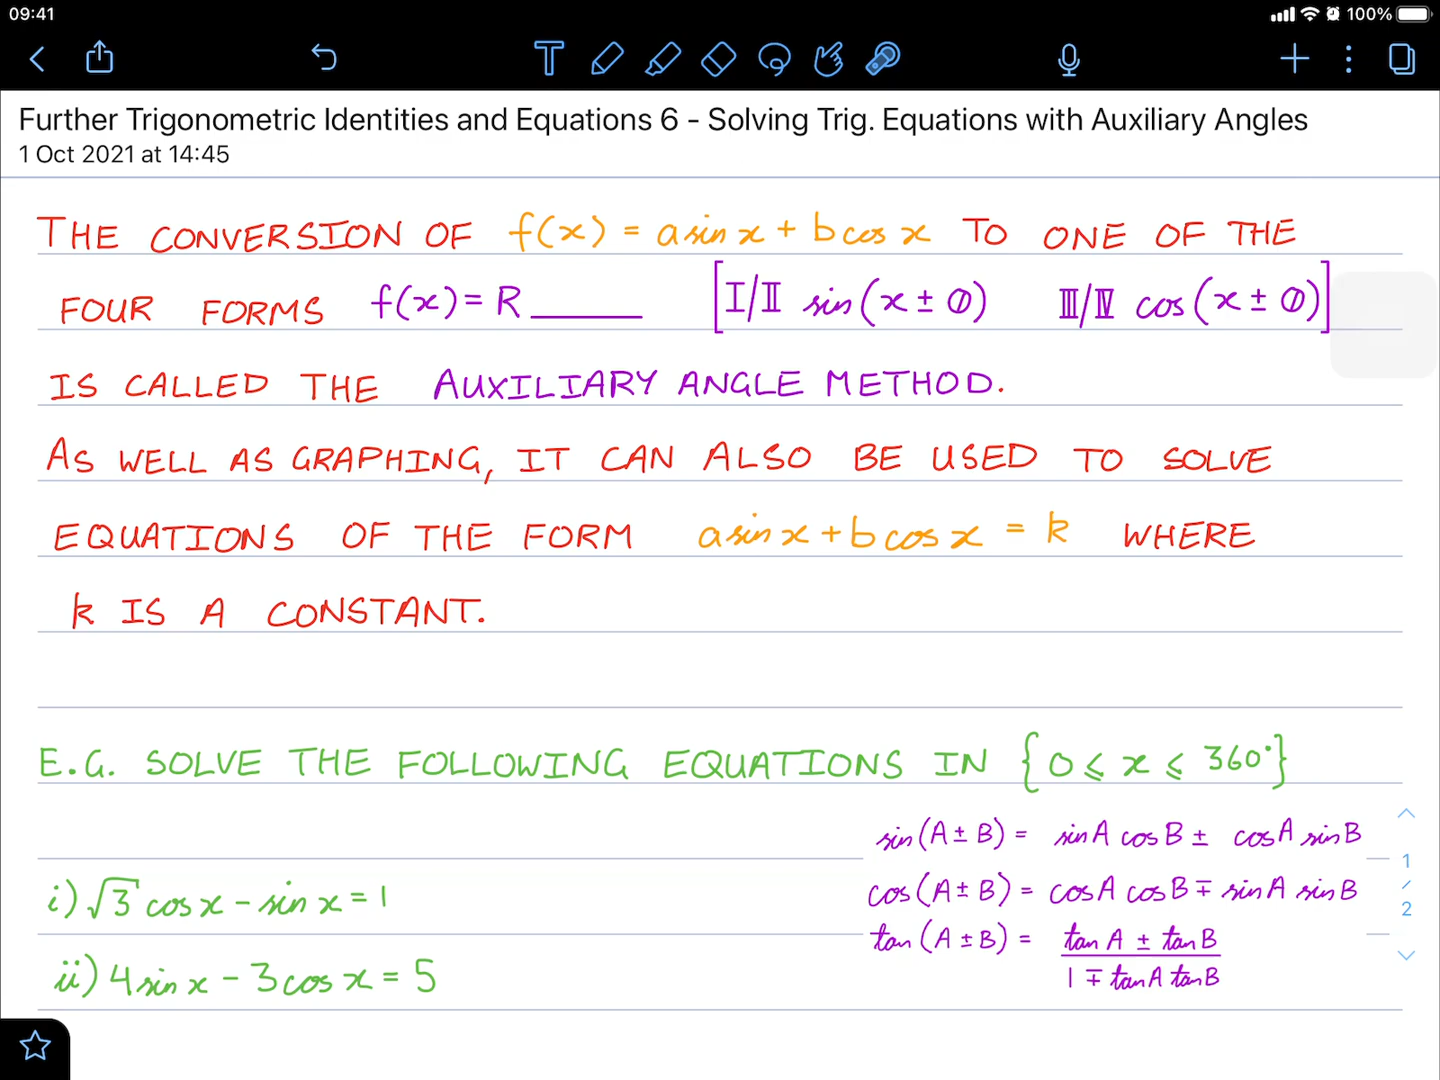 09:41
100%
Further Trigonometric Identities and Equations 6 - Solving Trig. Equations with Auxiliary Angles
1 Oct 2021 at 14:45
THE CONVERSION OF f(x) = a sin x + b cos x TO ONE OF THE
FOUR FORMS f(x) = R ______ [I/II sin(x ± θ) III/IV cos(x ± θ)]
IS CALLED THE AUXILIARY ANGLE METHOD.
AS WELL AS GRAPHING, IT CAN ALSO BE USED TO SOLVE
EQUATIONS OF THE FORM a sin x + b cos x = k WHERE
k IS A CONSTANT.
E.G. SOLVE THE FOLLOWING EQUATIONS IN {0 ⩽ x ⩽ 360°}
sin(A ± B) = sin A cos B ± cos A sin B
i) √3 cos x - sin x = 1
cos(A ± B) = cos A cos B ∓ sin A sin B
tan(A ± B) = (tan A ± tan B)/(1 ∓ tan A tan B)
ii) 4 sin x - 3 cos x = 5
1
/
2